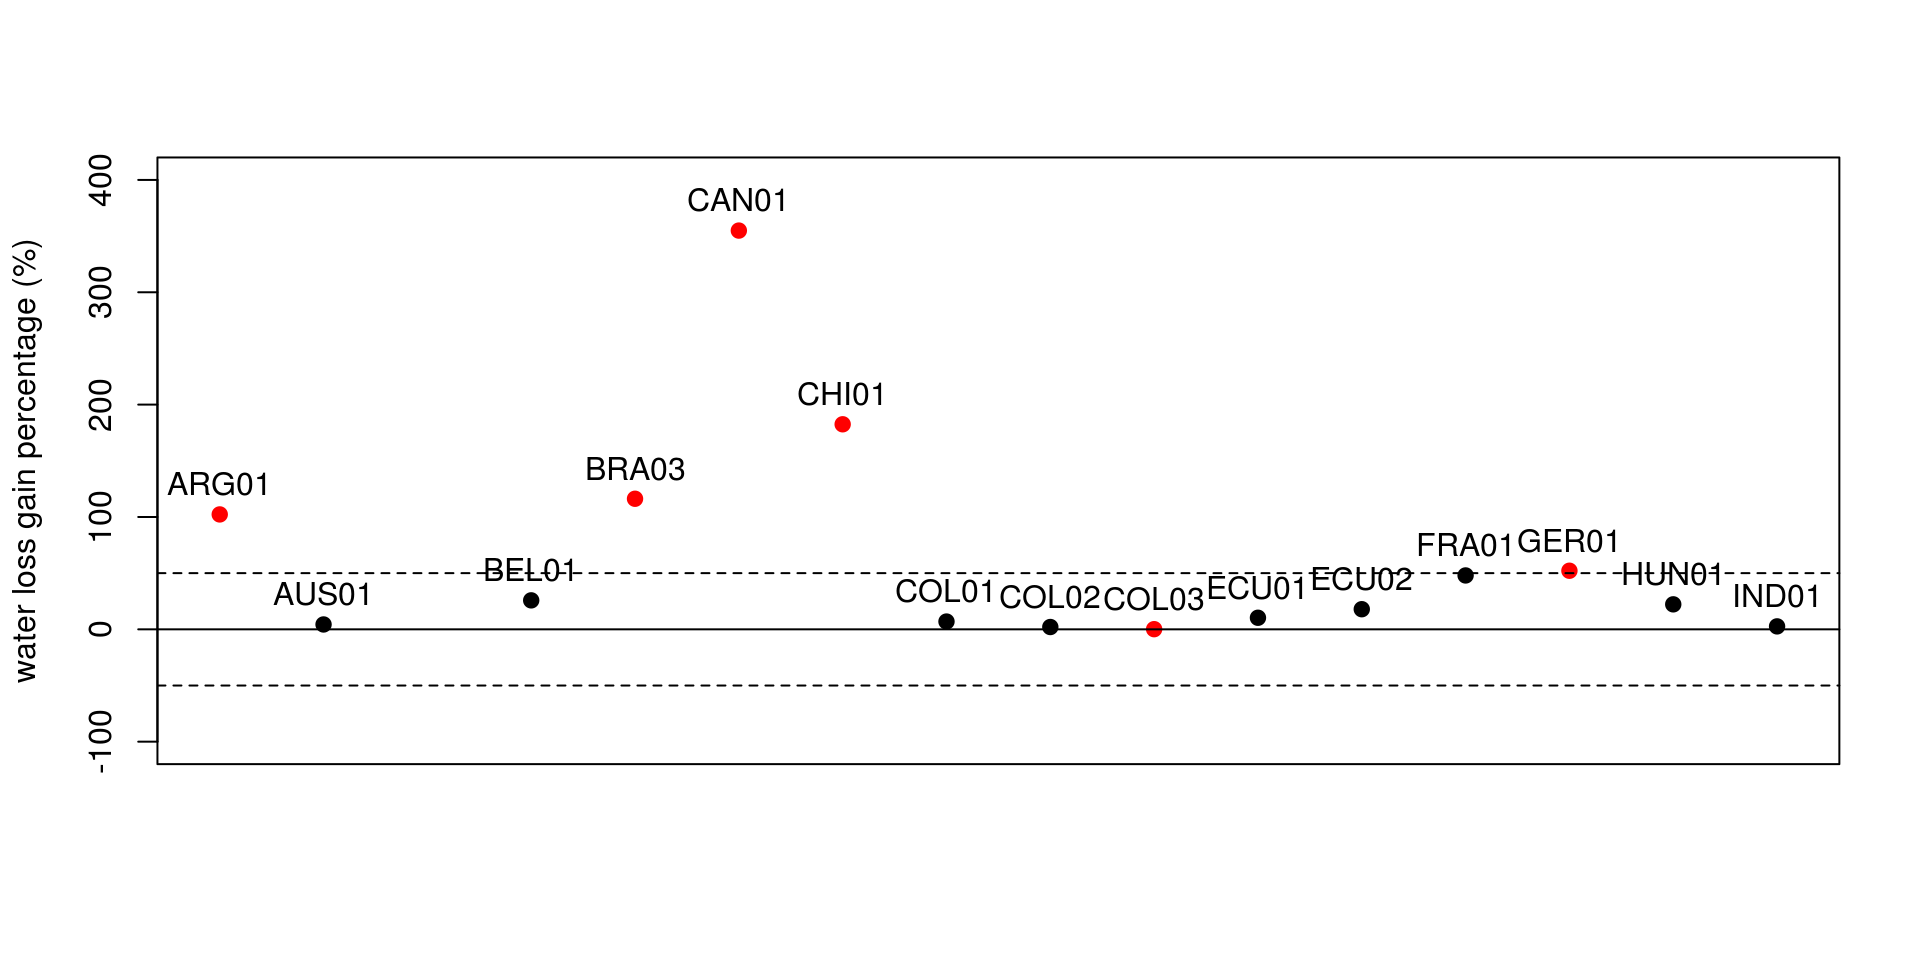 water loss gain percentage (%)
400
300
200
100
0
-100
CAN01
CHI01
BRA03
ARG01
FRA01
GER01
BEL01
HUN01
ECU02
ECU01
COL01
COL02
COL03
AUS01
IND01